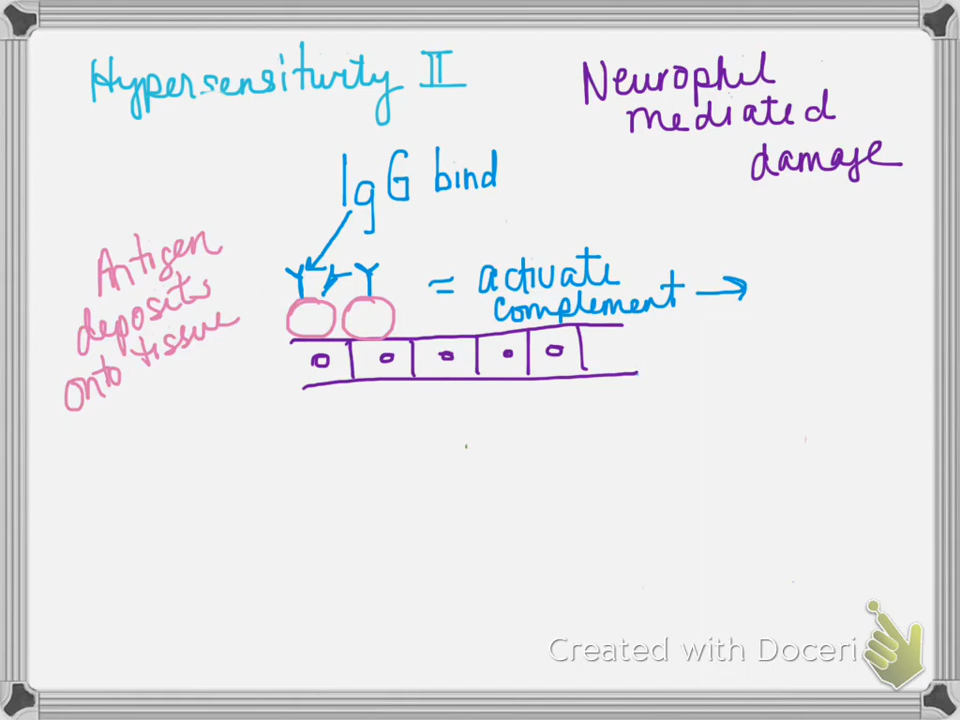 Hypersensitivity II
Neurophil
mediated
damage
IgG bind
Antigen
deposits
onto tissue
= activate
complement →
Created with Doceri